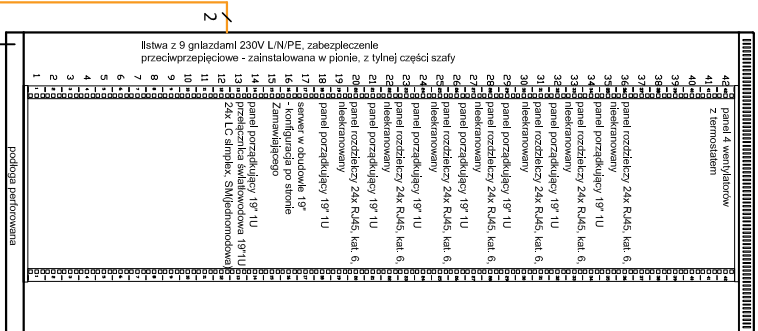 2
listwa z 9 gniazdami 230V L/N/PE, zabezpieczenie
przeciwprzepięciowe - zainstalowana w pionie, z tylnej części szafy
1 2 3 4 5 6 7 8 9 10 11 12 13 14 15 16 17 18 19 20 21 22 23 24 25 26 27 28 29 30 31 32 33 34 35 36 37 38 39 40 41 42
panel 4 wentylatorów
z termostatem
panel rozdzielczy 24x RJ45, kat. 6,
nieekranowany
panel porządkujący 19" 1U
panel rozdzielczy 24x RJ45, kat. 6,
nieekranowany
panel porządkujący 19" 1U
panel rozdzielczy 24x RJ45, kat. 6,
nieekranowany
panel porządkujący 19" 1U
panel rozdzielczy 24x RJ45, kat. 6,
nieekranowany
panel porządkujący 19" 1U
panel rozdzielczy 24x RJ45, kat. 6,
nieekranowany
panel porządkujący 19" 1U
panel rozdzielczy 24x RJ45, kat. 6,
nieekranowany
panel porządkujący 19" 1U
panel rozdzielczy 24x RJ45, kat. 6,
nieekranowany
panel porządkujący 19" 1U
serwer w obudowie 19"
- konfiguracja po stronie
Zamawiającego
panel porządkujący 19" 1U
przełącznica światłowodowa 19"1U
24x LC simplex, SM(jednomodowa)
podłoga perforowana